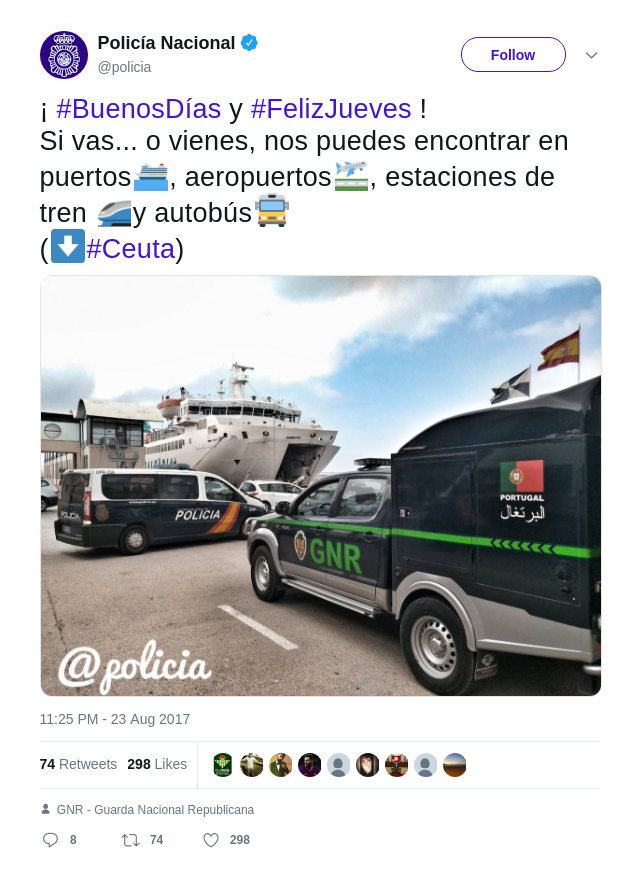 Policía Nacional
@policia
Follow
¡ #BuenosDías y #FelizJueves !
Si vas... o vienes, nos puedes encontrar en
puertos🛳, aeropuertos🛫, estaciones de
tren 🚄y autobús🚍
(⬇#Ceuta)
POLICIA
POLICIA
GNR
PORTUGAL
البرتغال
@policia
11:25 PM - 23 Aug 2017
74 Retweets 298 Likes
GNR - Guarda Nacional Republicana
8 74 298